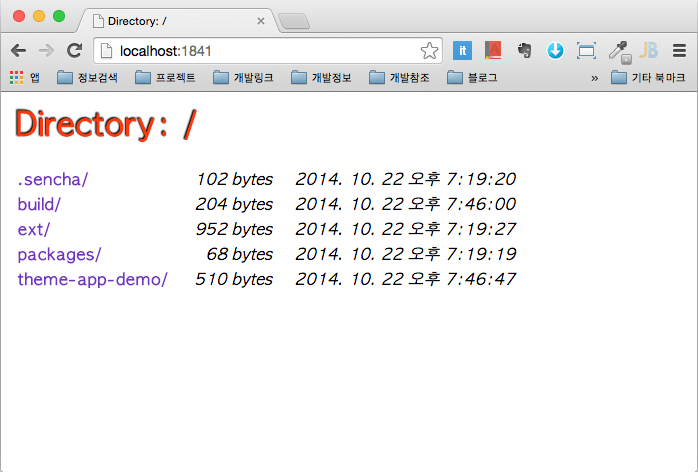 Directory: /
localhost:1841
it A JB
앱 정보검색 프로젝트 개발링크 개발정보 개발참조 블로그 » 기타 북마크
Directory: /
.sencha/ 102 bytes 2014. 10. 22 오후 7:19:20
build/ 204 bytes 2014. 10. 22 오후 7:46:00
ext/ 952 bytes 2014. 10. 22 오후 7:19:27
packages/ 68 bytes 2014. 10. 22 오후 7:19:19
theme-app-demo/ 510 bytes 2014. 10. 22 오후 7:46:47